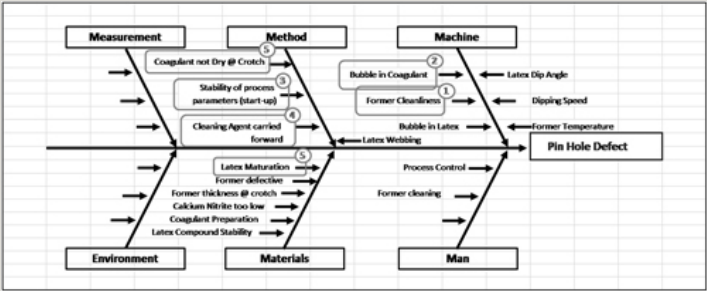 Measurement
Method
Machine
5
Coagulant not Dry @ Crotch
2
Bubble in Coagulant
Latex Dip Angle
3
Stability of process
parameters (start-up)
1
Former Cleanliness
Dipping Speed
4
Cleaning Agent carried
forward
Bubble in Latex
Former Temperature
Latex Webbing
Pin Hole Defect
5
Latex Maturation
Process Control
Former defective
Former thickness @ crotch
Former cleaning
Calcium Nitrite too low
Coagulant Preparation
Latex Compound Stability
Environment
Materials
Man